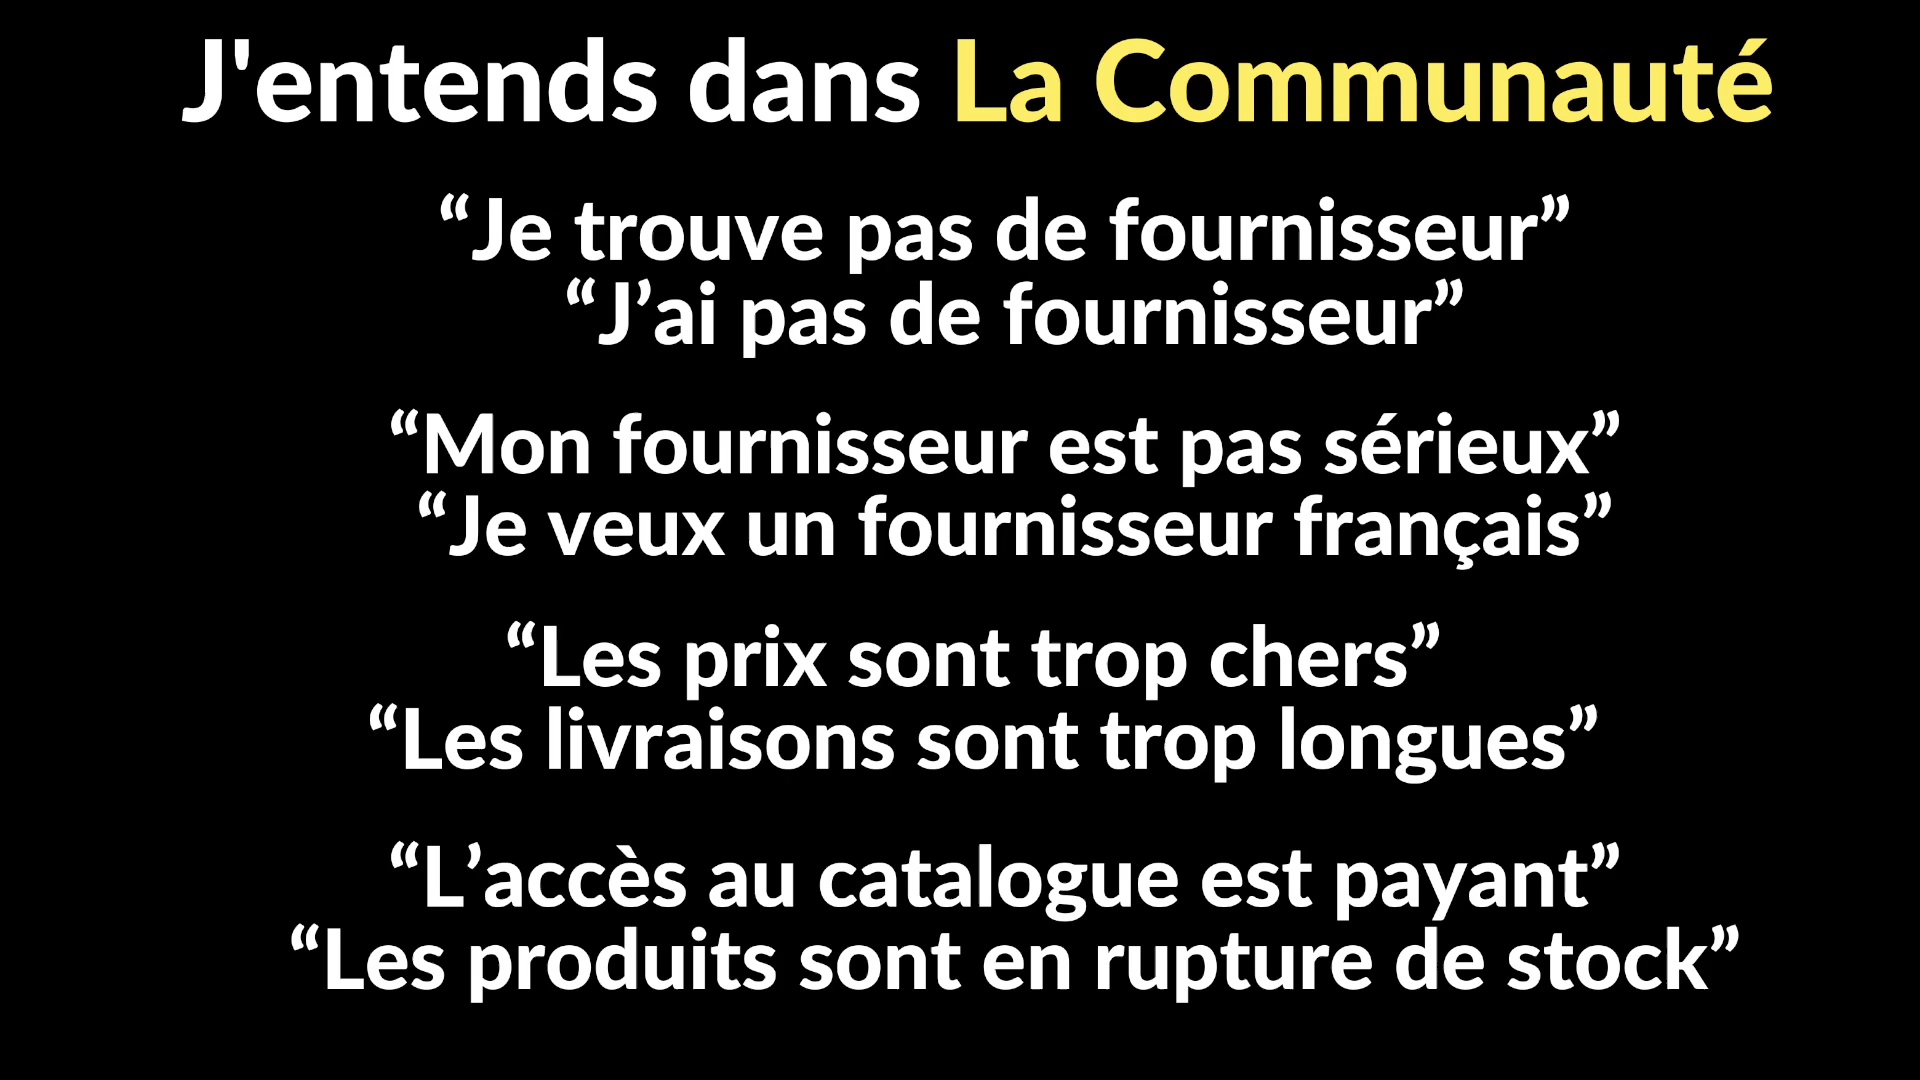 J'entends dans La Communauté
“Je trouve pas de fournisseur”
“J’ai pas de fournisseur”
“Mon fournisseur est pas sérieux”
“Je veux un fournisseur français”
“Les prix sont trop chers”
“Les livraisons sont trop longues”
“L’accès au catalogue est payant”
“Les produits sont en rupture de stock”